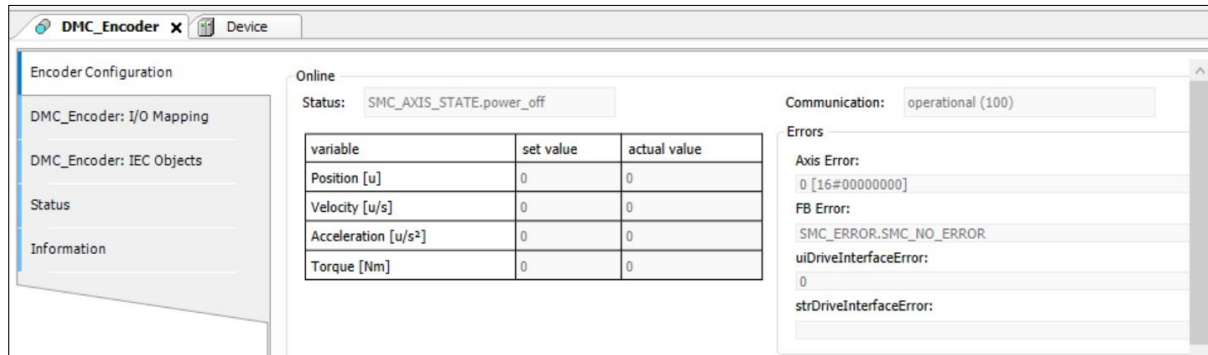 DMC_Encoder x Device
Encoder Configuration
DMC_Encoder: I/O Mapping
DMC_Encoder: IEC Objects
Status
Information
Online
Status: SMC_AXIS_STATE.power_off
variable set value actual value
Position [u] 0 0
Velocity [u/s] 0 0
Acceleration [u/s²] 0 0
Torque [Nm] 0 0
Communication: operational (100)
Errors
Axis Error:
0 [16#00000000]
FB Error:
SMC_ERROR.SMC_NO_ERROR
uiDriveInterfaceError:
0
strDriveInterfaceError: